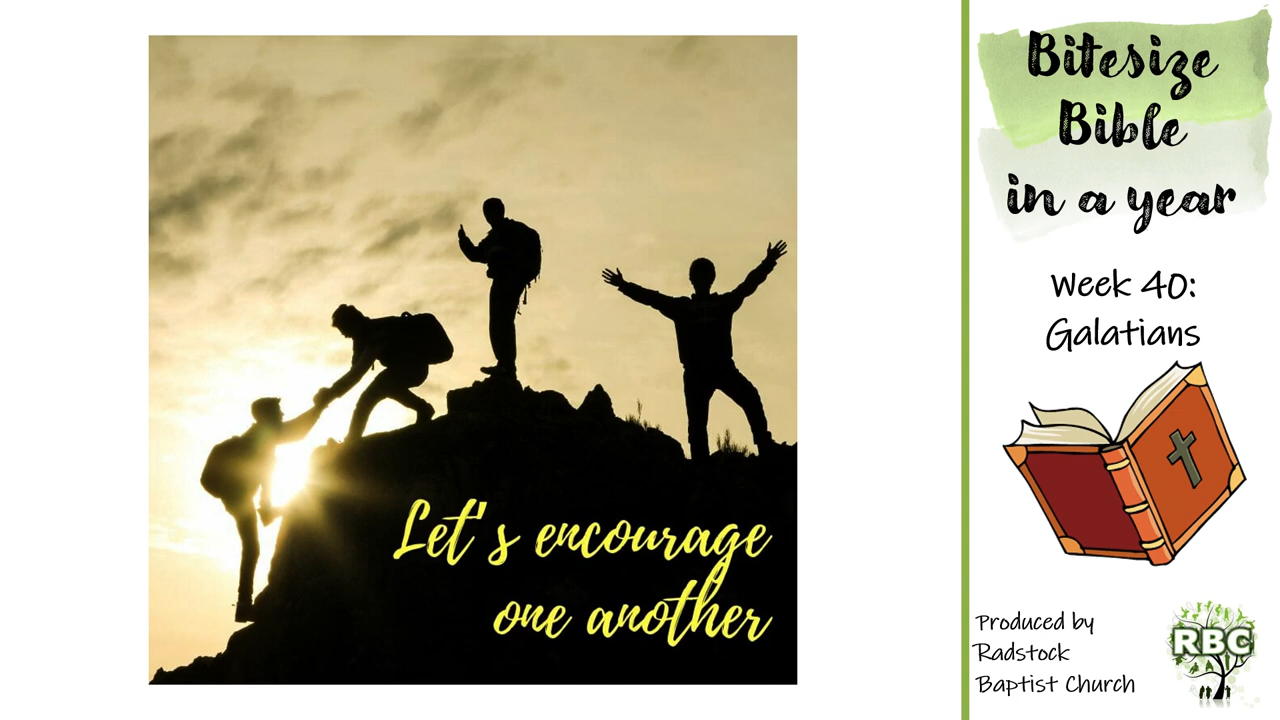 Let's encourage
one another
Bitesize
Bible
in a year
Week 40:
Galatians
Produced by
Radstock
Baptist Church
RBC